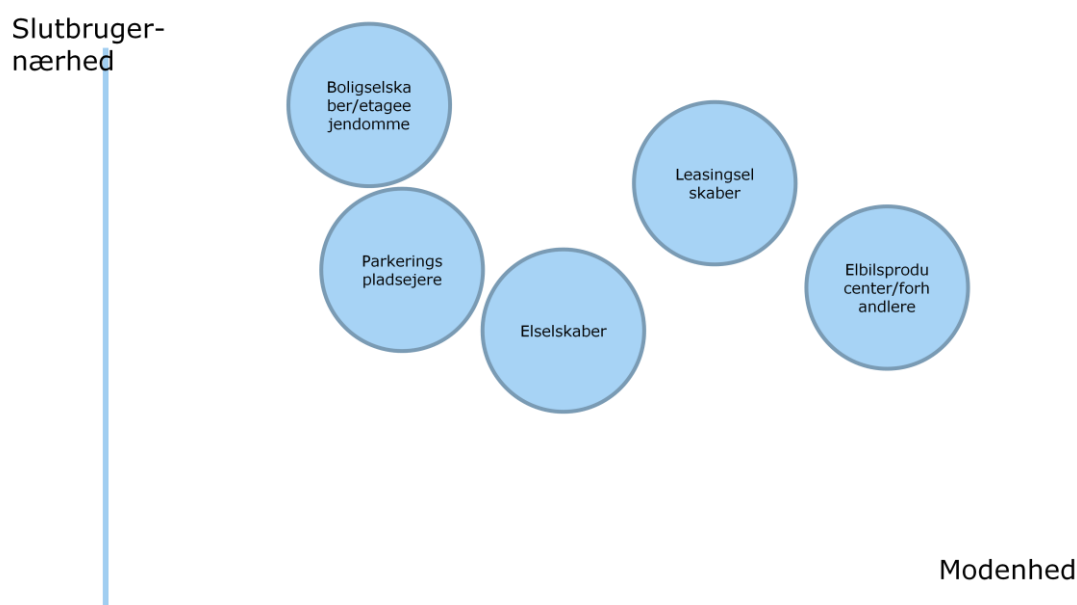 Slutbruger-
nærhed
Boligselska
ber/etagee
jendomme
Leasingsel
skaber
Parkerings
pladsejere
Elbilsprodu
center/forh
andlere
Elselskaber
Modenhed